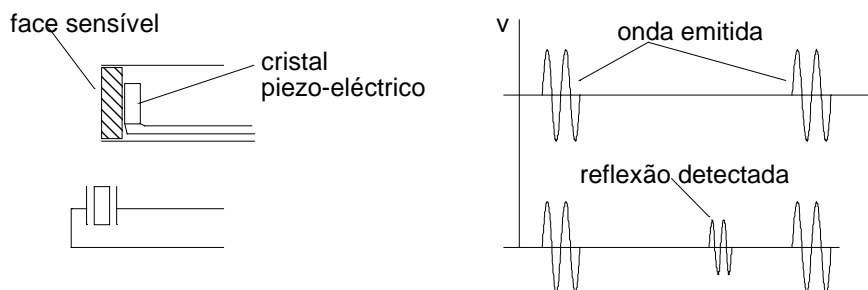 face sensível
cristal
piezo-eléctrico
v
onda emitida
reflexão detectada